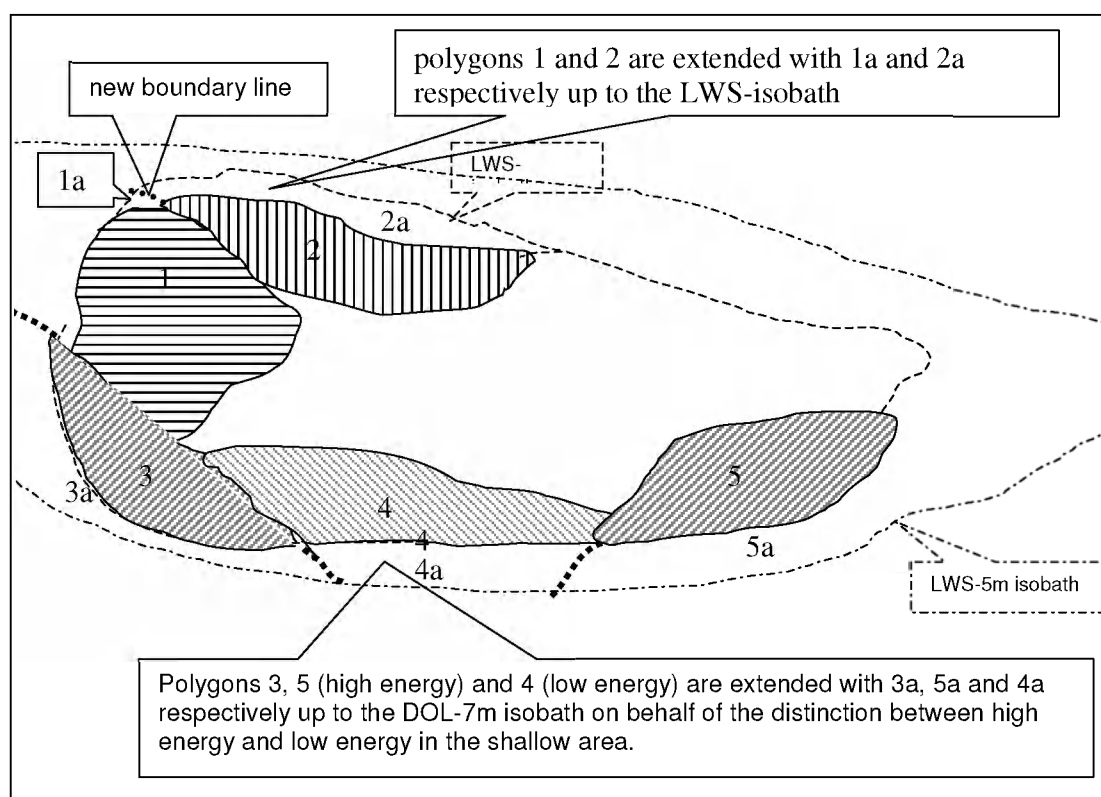 polygons 1 and 2 are extended with 1a and 2a
respectively up to the LWS-isobath
new boundary line
LWS-
1a
2a
2
1
3
3a
4
4
4a
5
5a
LWS-5m isobath
Polygons 3, 5 (high energy) and 4 (low energy) are extended with 3a, 5a and 4a
respectively up to the DOL-7m isobath on behalf of the distinction between high
energy and low energy in the shallow area.